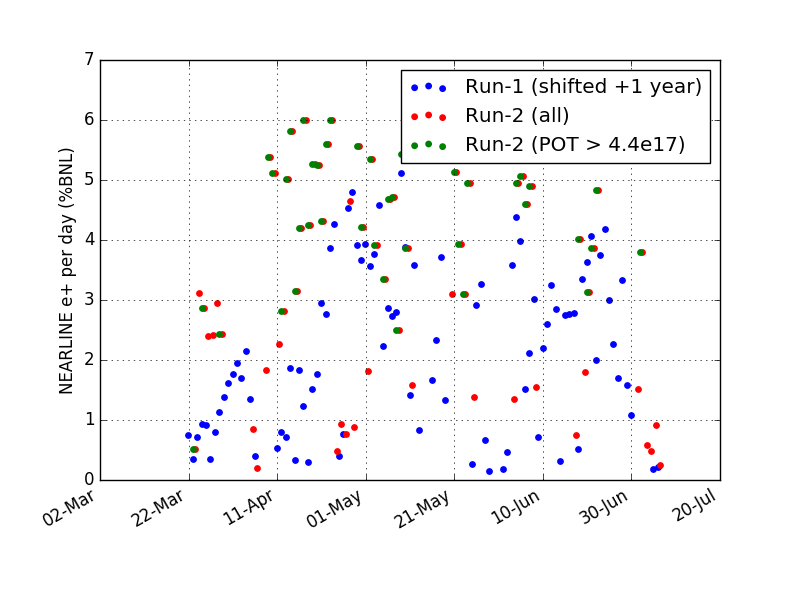 7
6
5
4
3
2
1
0
NEARLINE e+ per day (%BNL)
Run-1 (shifted +1 year)
Run-2 (all)
Run-2 (POT > 4.4e17)
02-Mar
22-Mar
11-Apr
01-May
21-May
10-Jun
30-Jun
20-Jul